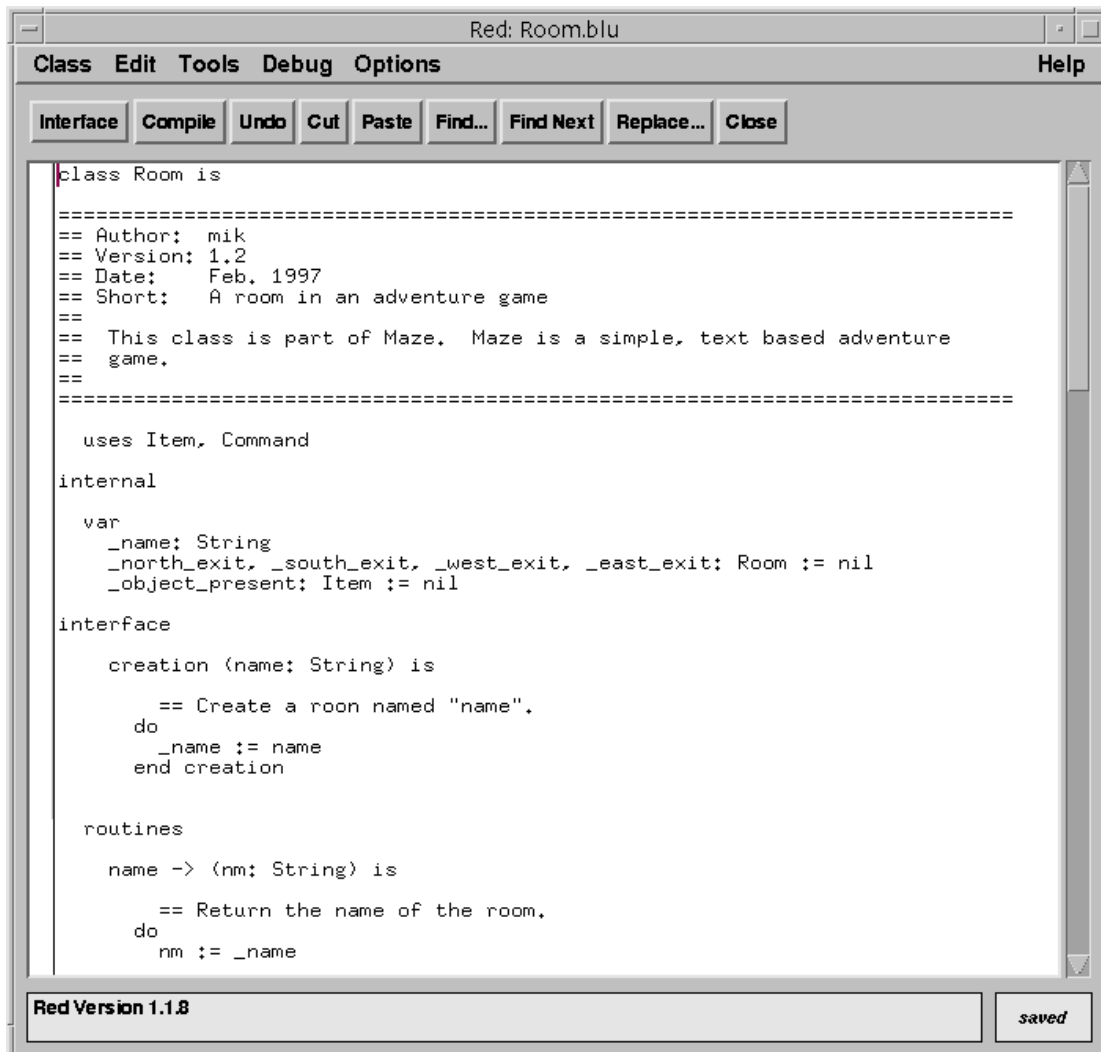 Red: Room.blu
Class Edit Tools Debug Options Help
Interface Compile Undo Cut Paste Find... Find Next Replace... Close
class Room is
============================================================================
== Author:  mik
== Version: 1.2
== Date:    Feb. 1997
== Short:   A room in an adventure game
==
==  This class is part of Maze.  Maze is a simple, text based adventure
==  game.
==
============================================================================
  uses Item, Command
internal
  var
    _name: String
    _north_exit, _south_exit, _west_exit, _east_exit: Room := nil
    _object_present: Item := nil
interface
    creation (name: String) is
        == Create a roon named "name".
      do
        _name := name
      end creation
  routines
    name -> (nm: String) is
        == Return the name of the room.
      do
        nm := _name
Red Version 1.1.8
saved